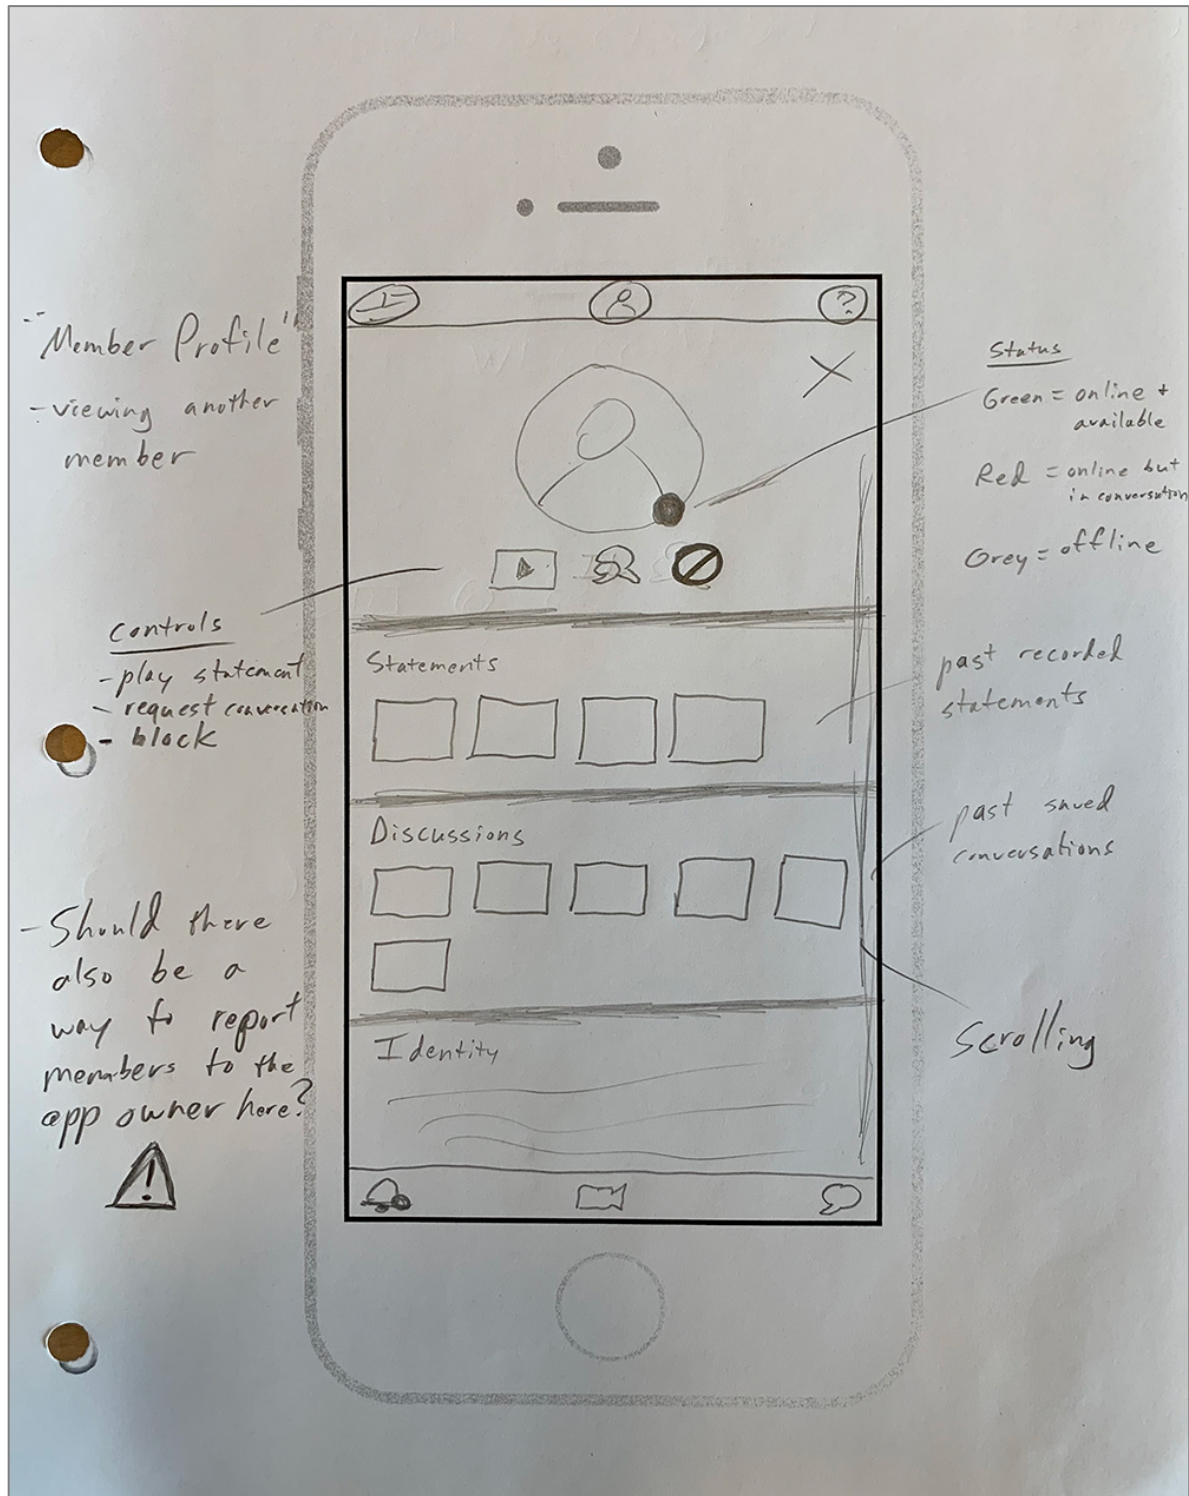 "Member Profile"
- viewing another
member
Controls
- play statement
- request conversation
- block
- Should there
also be a
way to report
members to the
app owner here?
!
?
Statements
Discussions
Identity
Status
Green = online +
available
Red = online but
in conversation
Grey = offline
past recorded
statements
past saved
conversations
Scrolling